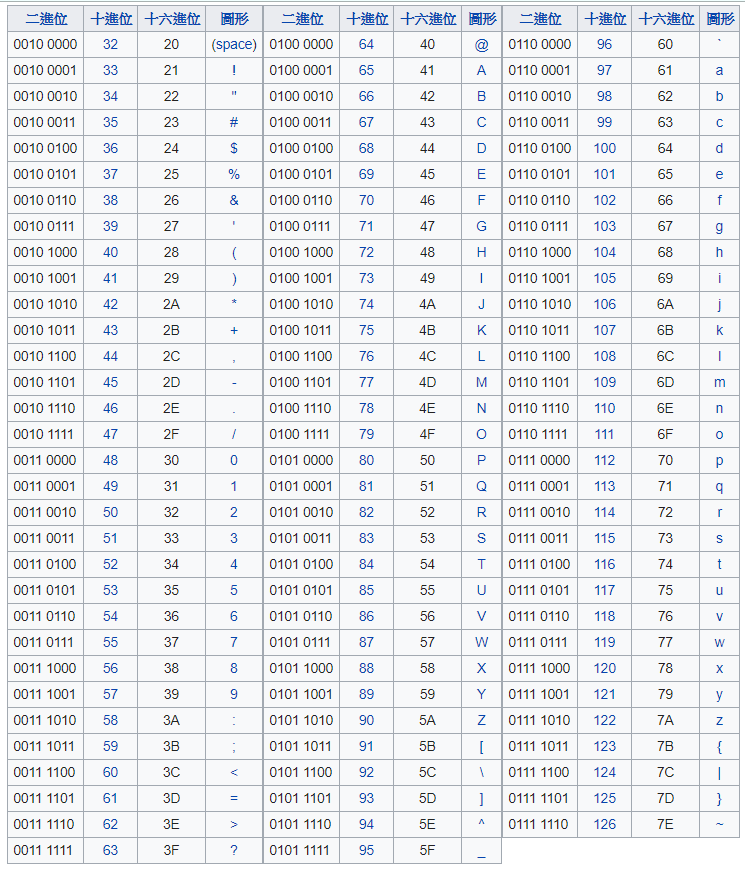 二進位 十進位 十六進位 圖形 二進位 十進位 十六進位 圖形 二進位 十進位 十六進位 圖形
0010 0000 32 20 (space) 0100 0000 64 40 @ 0110 0000 96 60 `
0010 0001 33 21 ! 0100 0001 65 41 A 0110 0001 97 61 a
0010 0010 34 22 " 0100 0010 66 42 B 0110 0010 98 62 b
0010 0011 35 23 # 0100 0011 67 43 C 0110 0011 99 63 c
0010 0100 36 24 $ 0100 0100 68 44 D 0110 0100 100 64 d
0010 0101 37 25 % 0100 0101 69 45 E 0110 0101 101 65 e
0010 0110 38 26 & 0100 0110 70 46 F 0110 0110 102 66 f
0010 0111 39 27 ' 0100 0111 71 47 G 0110 0111 103 67 g
0010 1000 40 28 ( 0100 1000 72 48 H 0110 1000 104 68 h
0010 1001 41 29 ) 0100 1001 73 49 I 0110 1001 105 69 i
0010 1010 42 2A * 0100 1010 74 4A J 0110 1010 106 6A j
0010 1011 43 2B + 0100 1011 75 4B K 0110 1011 107 6B k
0010 1100 44 2C , 0100 1100 76 4C L 0110 1100 108 6C l
0010 1101 45 2D - 0100 1101 77 4D M 0110 1101 109 6D m
0010 1110 46 2E . 0100 1110 78 4E N 0110 1110 110 6E n
0010 1111 47 2F / 0100 1111 79 4F O 0110 1111 111 6F o
0011 0000 48 30 0 0101 0000 80 50 P 0111 0000 112 70 p
0011 0001 49 31 1 0101 0001 81 51 Q 0111 0001 113 71 q
0011 0010 50 32 2 0101 0010 82 52 R 0111 0010 114 72 r
0011 0011 51 33 3 0101 0011 83 53 S 0111 0011 115 73 s
0011 0100 52 34 4 0101 0100 84 54 T 0111 0100 116 74 t
0011 0101 53 35 5 0101 0101 85 55 U 0111 0101 117 75 u
0011 0110 54 36 6 0101 0110 86 56 V 0111 0110 118 76 v
0011 0111 55 37 7 0101 0111 87 57 W 0111 0111 119 77 w
0011 1000 56 38 8 0101 1000 88 58 X 0111 1000 120 78 x
0011 1001 57 39 9 0101 1001 89 59 Y 0111 1001 121 79 y
0011 1010 58 3A : 0101 1010 90 5A Z 0111 1010 122 7A z
0011 1011 59 3B ; 0101 1011 91 5B [ 0111 1011 123 7B {
0011 1100 60 3C < 0101 1100 92 5C \ 0111 1100 124 7C |
0011 1101 61 3D = 0101 1101 93 5D ] 0111 1101 125 7D }
0011 1110 62 3E > 0101 1110 94 5E ^ 0111 1110 126 7E ~
0011 1111 63 3F ? 0101 1111 95 5F _